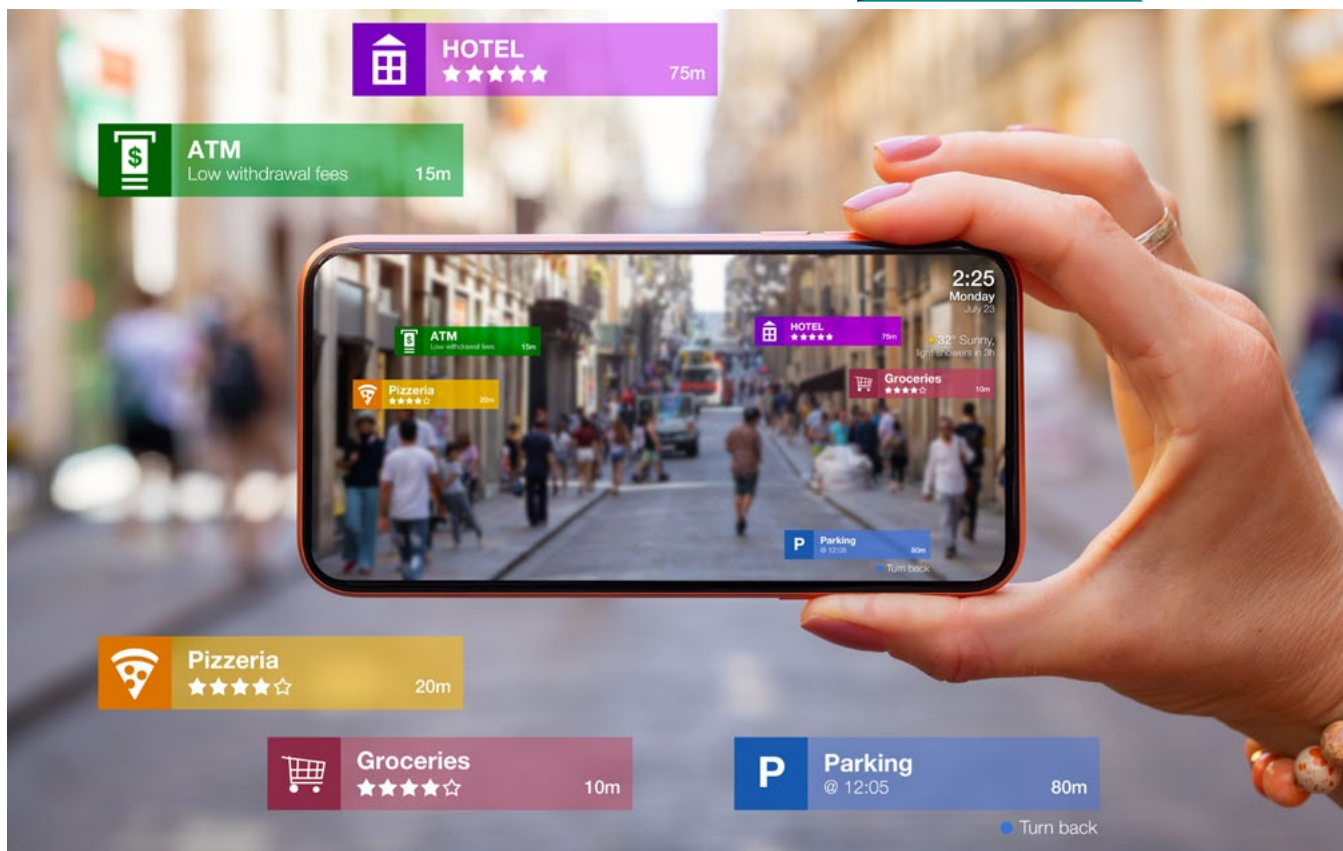 HOTEL
75m
$
ATM
Low withdrawal fees 15m
2:25
Monday
July 23
32° Sunny,
light showers in 3h
$
ATM
Low withdrawal fees 15m
HOTEL
75m
Pizzeria
20m
Groceries
10m
P
Parking
@ 12:05 80m
Turn back
Pizzeria
20m
Groceries
10m
P
Parking
@ 12:05 80m
Turn back